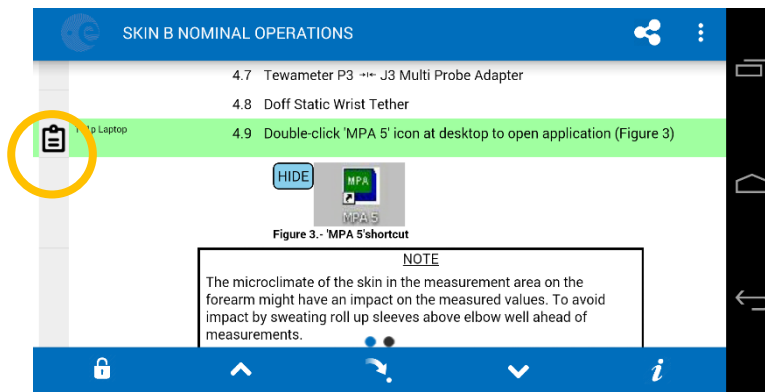 SKIN B NOMINAL OPERATIONS
4.7 Tewameter P3 →ı← J3 Multi Probe Adapter
4.8 Doff Static Wrist Tether
Laptop 4.9 Double-click 'MPA 5' icon at desktop to open application (Figure 3)
HIDE
MPA
MPA 5
Figure 3.- 'MPA 5'shortcut
NOTE
The microclimate of the skin in the measurement area on the
forearm might have an impact on the measured values. To avoid
impact by sweating roll up sleeves above elbow well ahead of
measurements.
i